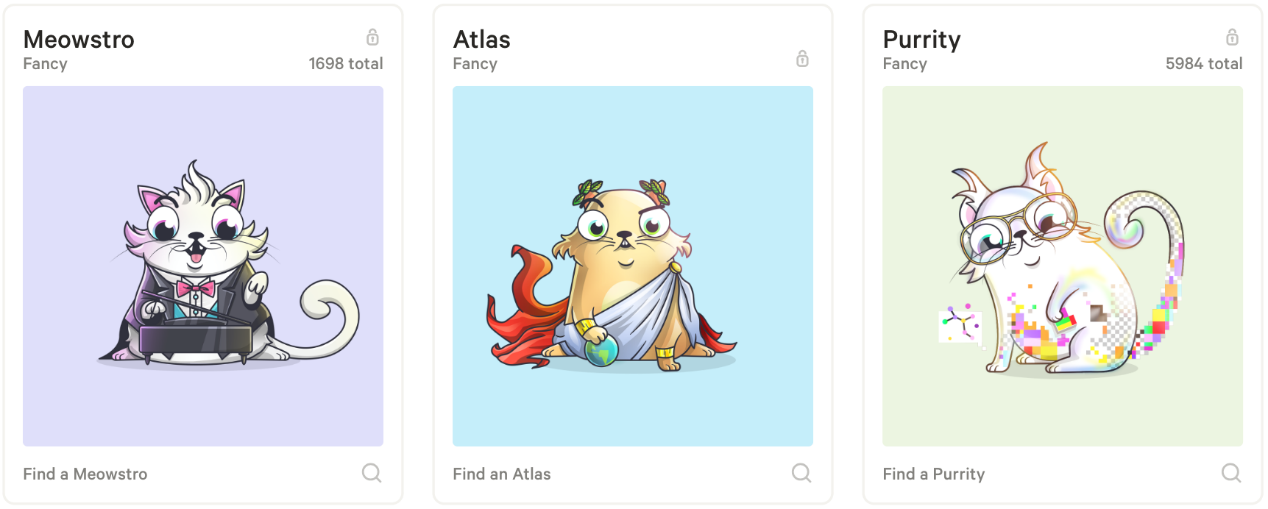 Meowstro
Fancy
1698 total
Find a Meowstro
Atlas
Fancy
Find an Atlas
Purrity
Fancy
5984 total
Find a Purrity